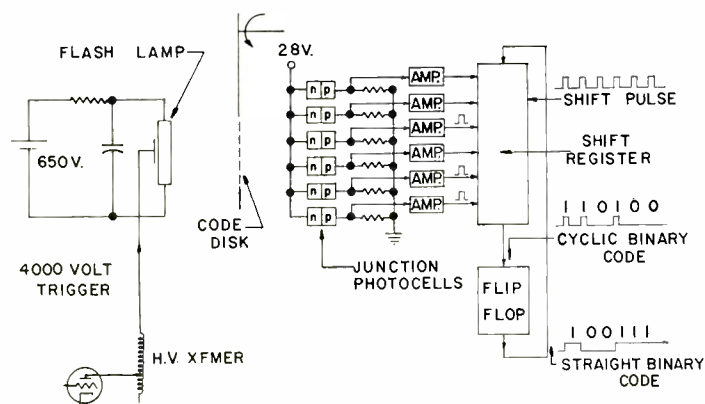 FLASH LAMP
28V.
650V.
n p
n p
n p
n p
n p
n p
AMP.
AMP.
AMP.
AMP.
AMP.
AMP.
SHIFT PULSE
SHIFT
REGISTER
CODE
DISK
JUNCTION
PHOTOCELLS
4000 VOLT
TRIGGER
H.V. XFMER
1 1 0 1 0 0
CYCLIC BINARY
CODE
FLIP
FLOP
1 0 0 1 1 1
STRAIGHT BINARY
CODE